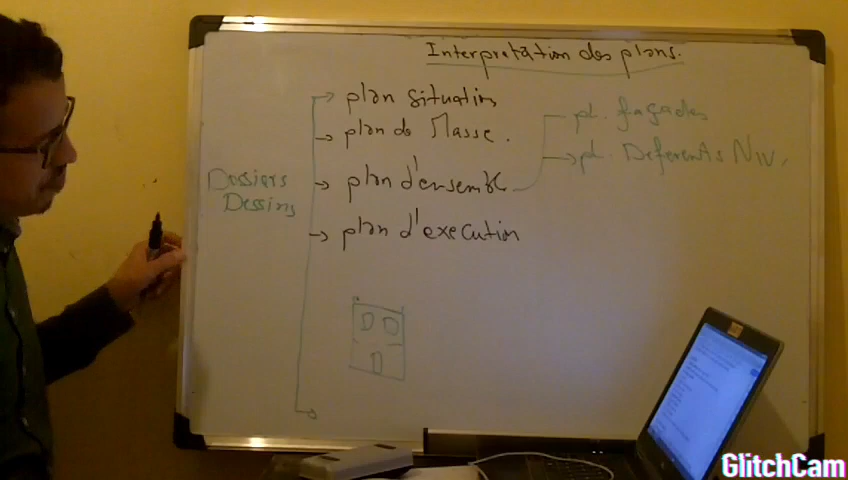 Interpretation des plans.
plan situation
plan de Masse.
plan d'ensemble
plan d'execution
Dossiers
Dessins
pl. façades
pl. Deferents Niv.
GlitchCam